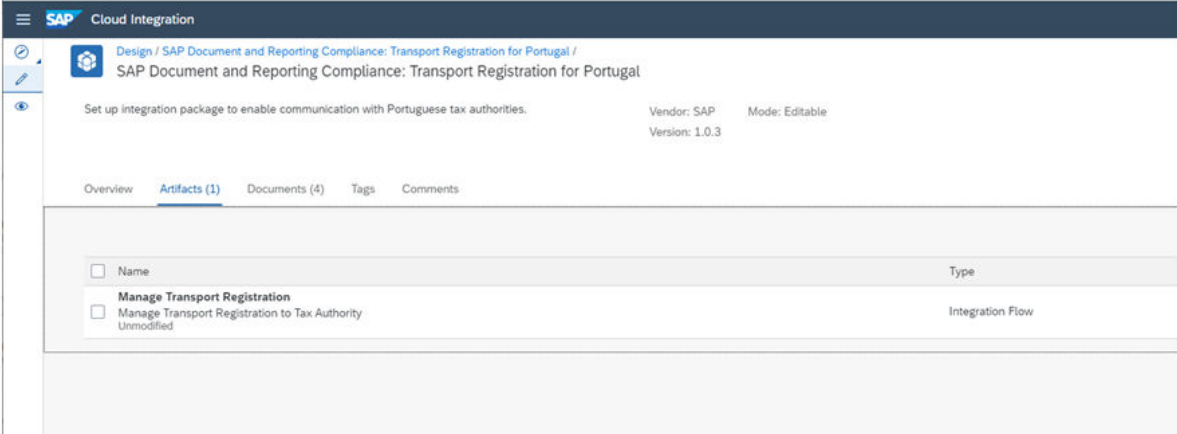 SAP Cloud Integration
Design / SAP Document and Reporting Compliance: Transport Registration for Portugal /
SAP Document and Reporting Compliance: Transport Registration for Portugal
Set up integration package to enable communication with Portuguese tax authorities.
Vendor: SAP Mode: Editable
Version: 1.0.3
Overview Artifacts (1) Documents (4) Tags Comments
Name Type
Manage Transport Registration
Manage Transport Registration to Tax Authority Integration Flow
Unmodified